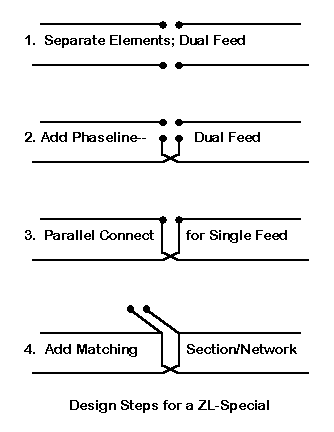 1. Separate Elements; Dual Feed
2. Add Phaseline-- Dual Feed
3. Parallel Connect for Single Feed
4. Add Matching Section/Network
Design Steps for a ZL-Special